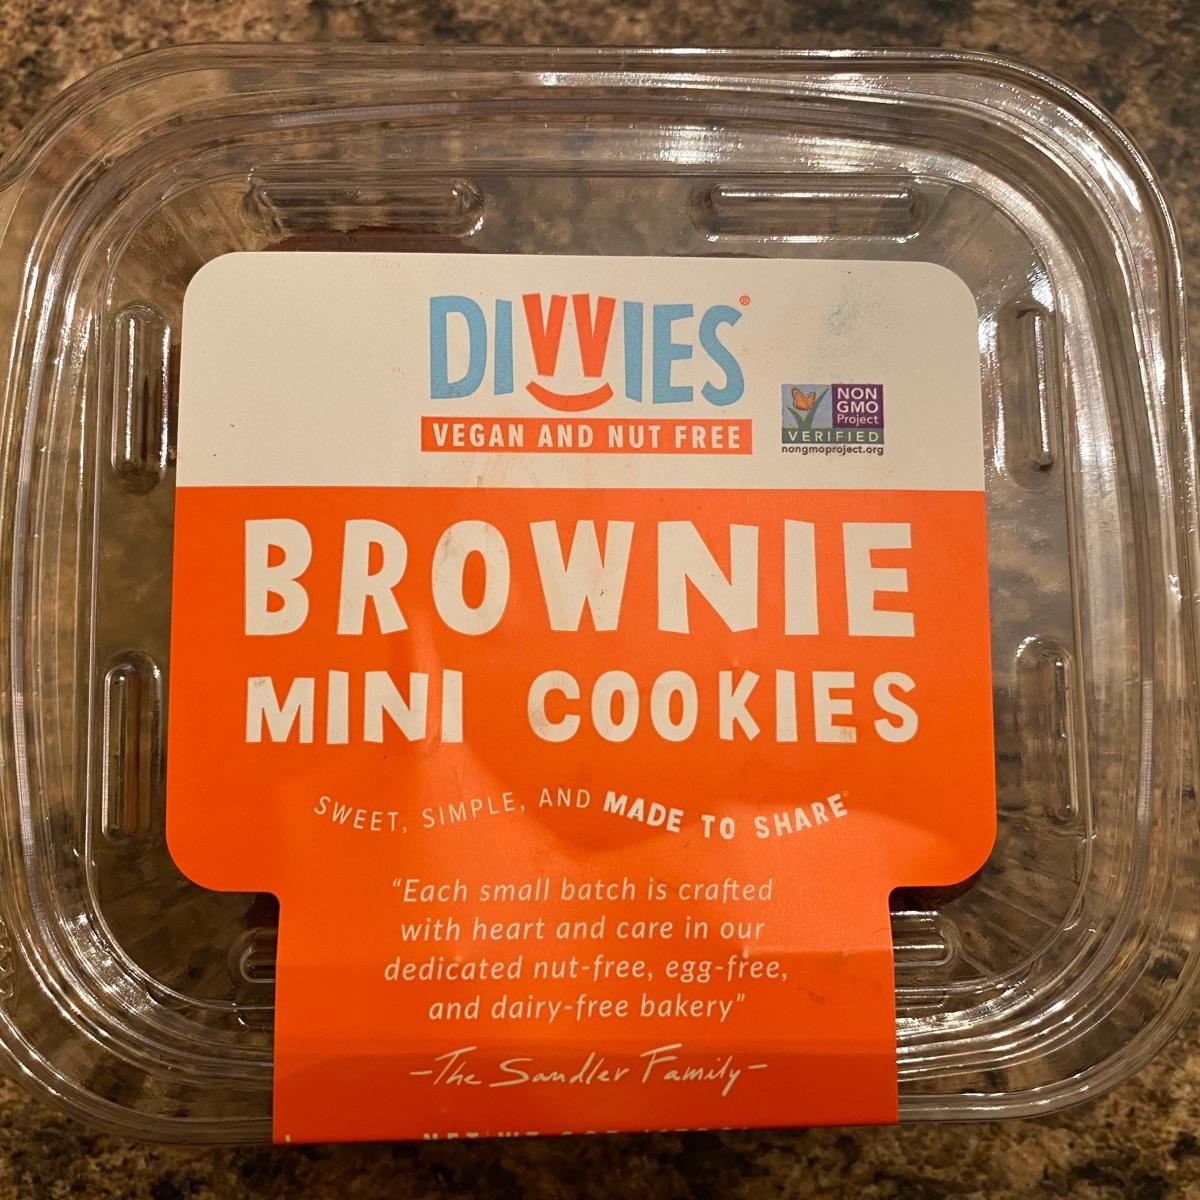 DIVVIES®
VEGAN AND NUT FREE
NON
GMO
Project
VERIFIED
nongmoproject.org
BROWNIE
MINI COOKIES
SWEET, SIMPLE, AND MADE TO SHARE®
“Each small batch is crafted
with heart and care in our
dedicated nut-free, egg-free,
and dairy-free bakery”
-The Sandler Family-
NET WT